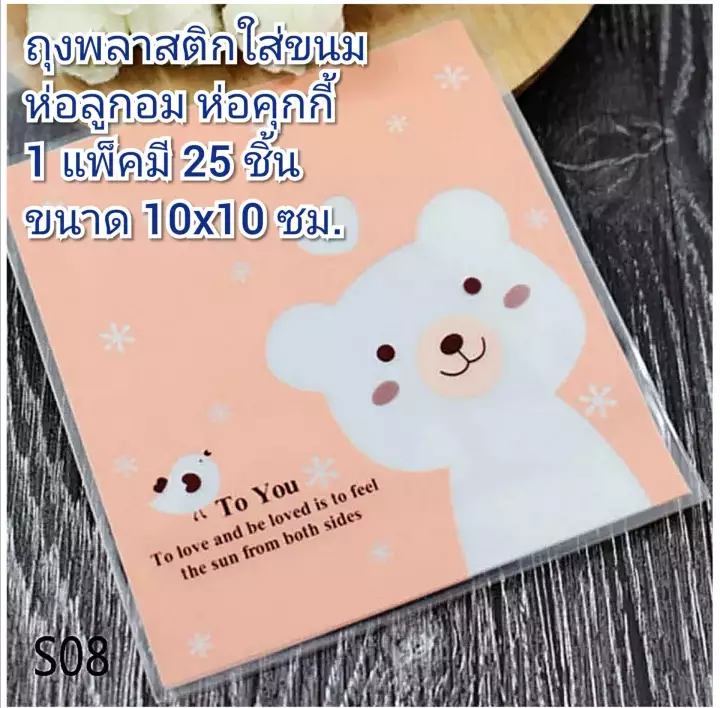 ถุงพลาสติกใส่ขนม
ห่อลูกอม ห่อคุกกี้
1 แพ็คมี 25 ชิ้น
ขนาด 10x10 ซม.
To You
To love and be loved is to feel
the sun from both sides
S08